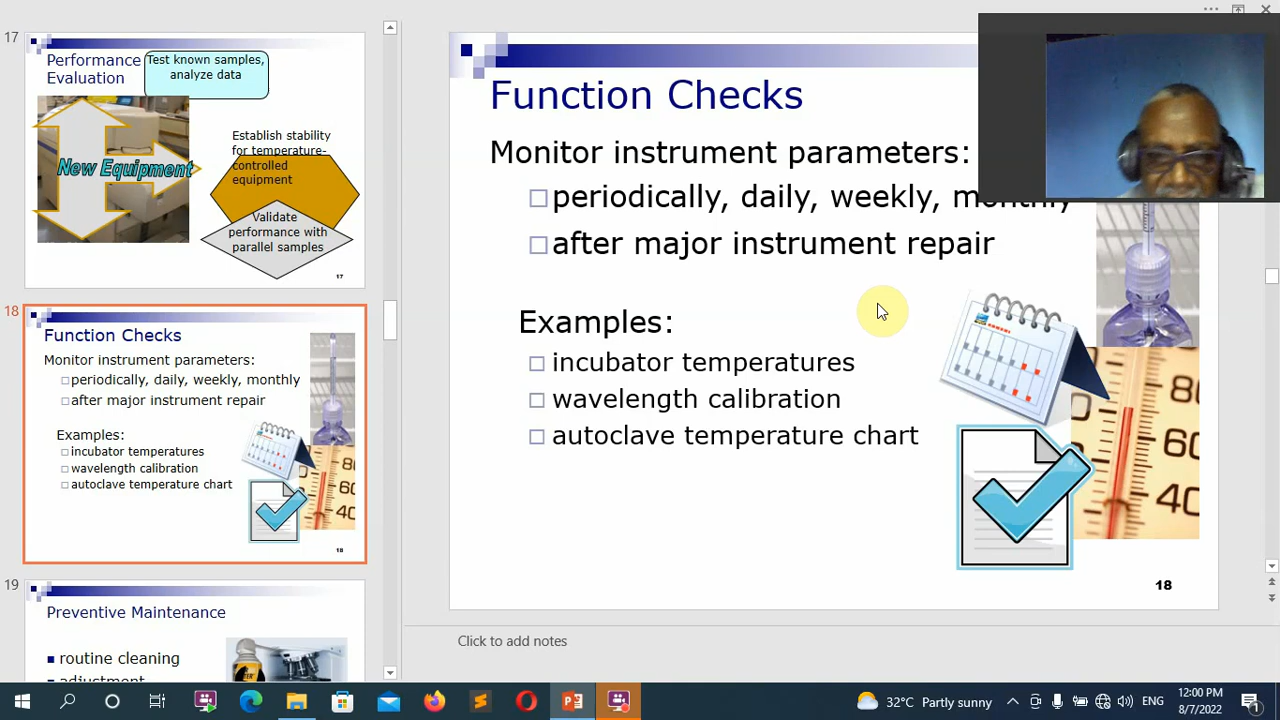 17
Performance
Evaluation
Test known samples,
analyze data
New Equipment
Establish stability
for temperature-
controlled
equipment
Validate
performance with
parallel samples
17
18
Function Checks
Monitor instrument parameters:
periodically, daily, weekly, monthly
after major instrument repair
Examples:
incubator temperatures
wavelength calibration
autoclave temperature chart
80
60
40
18
19
Preventive Maintenance
routine cleaning
adjustment
Function Checks
Monitor instrument parameters:
periodically, daily, weekly, monthly
after major instrument repair
Examples:
incubator temperatures
wavelength calibration
autoclave temperature chart
80
60
40
18
Click to add notes
32°C Partly sunny
ENG
12:00 PM
8/7/2022
1